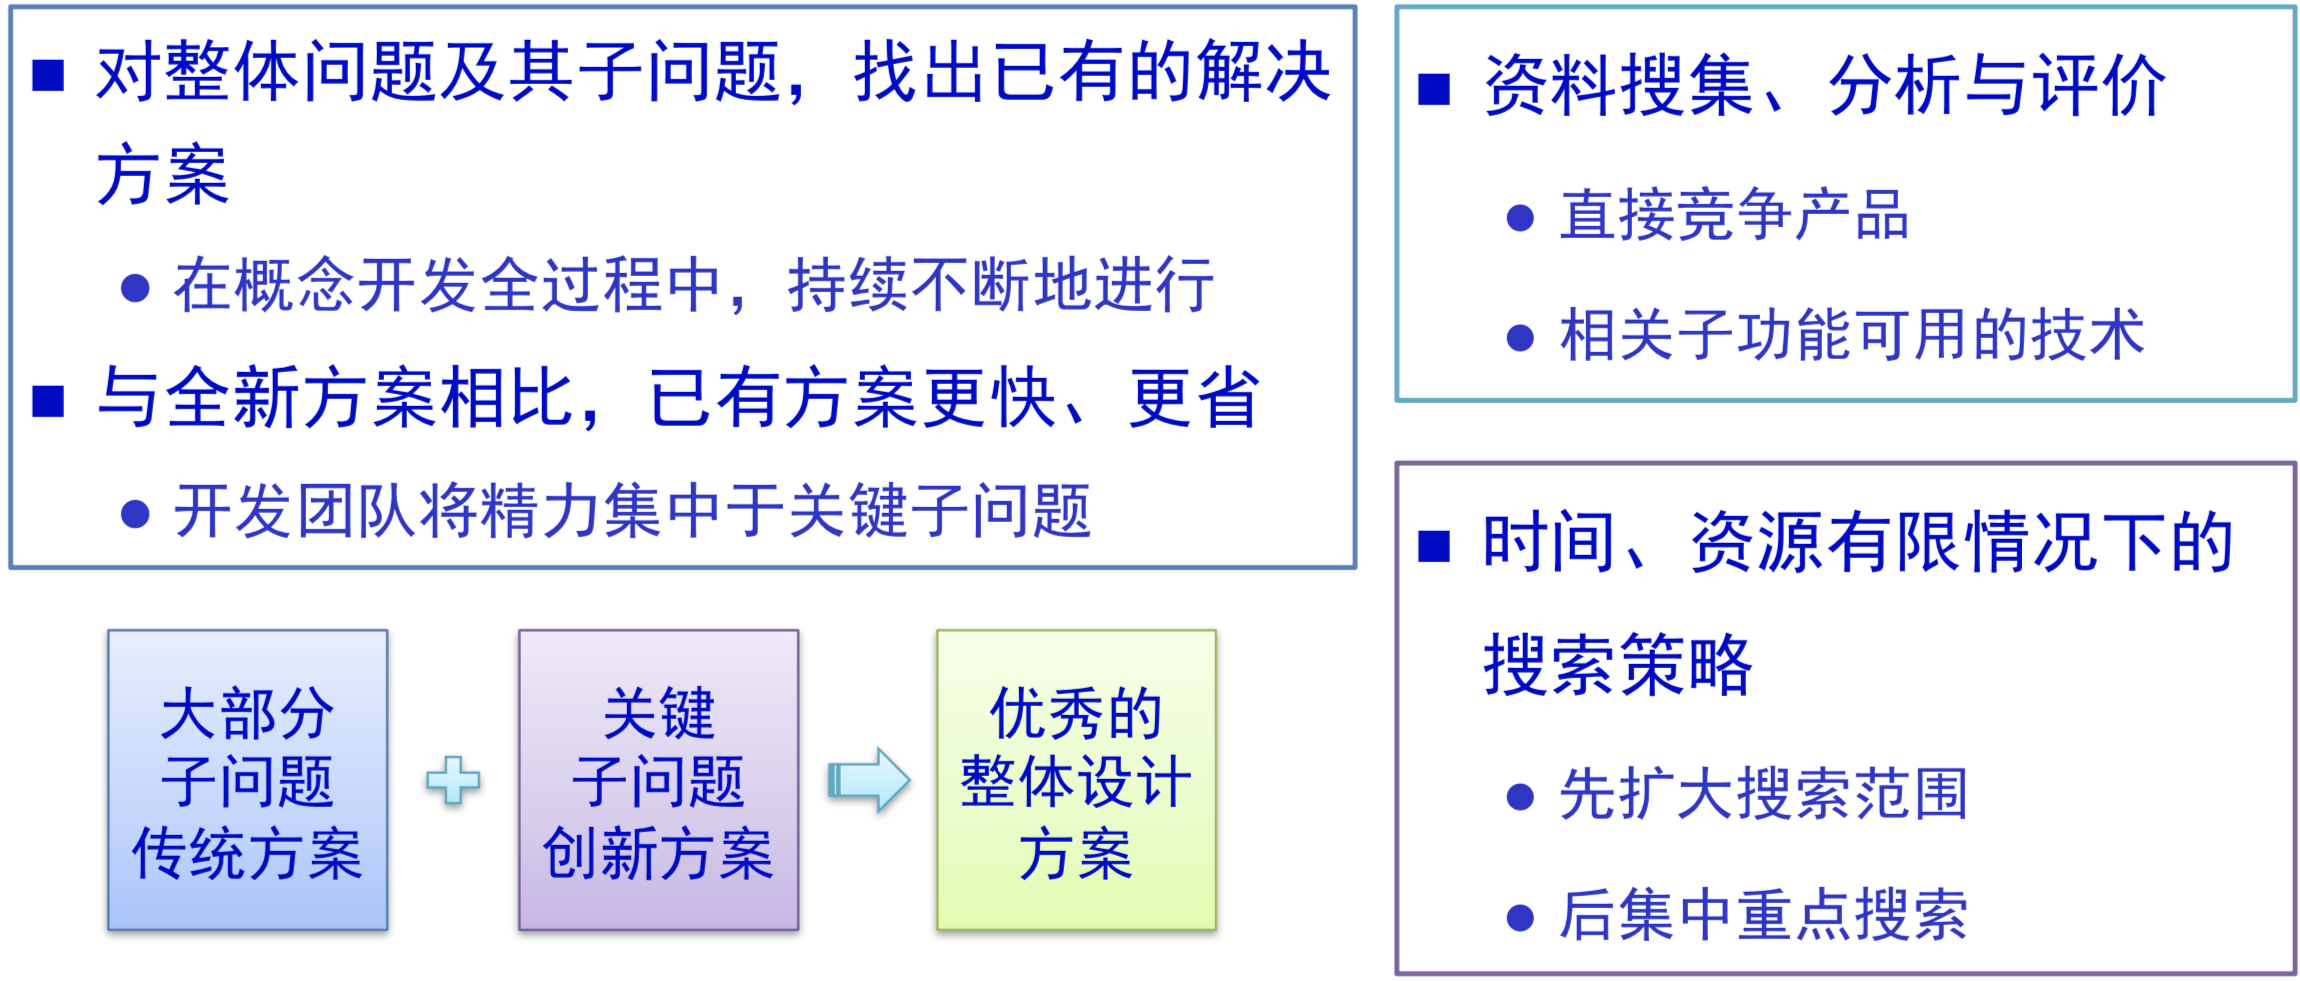 ■ 对整体问题及其子问题，找出已有的解决
方案
● 在概念开发全过程中，持续不断地进行
■ 与全新方案相比，已有方案更快、更省
● 开发团队将精力集中于关键子问题
大部分
子问题
传统方案
关键
子问题
创新方案
优秀的
整体设计
方案
■ 资料搜集、分析与评价
● 直接竞争产品
● 相关子功能可用的技术
■ 时间、资源有限情况下的
搜索策略
● 先扩大搜索范围
● 后集中重点搜索